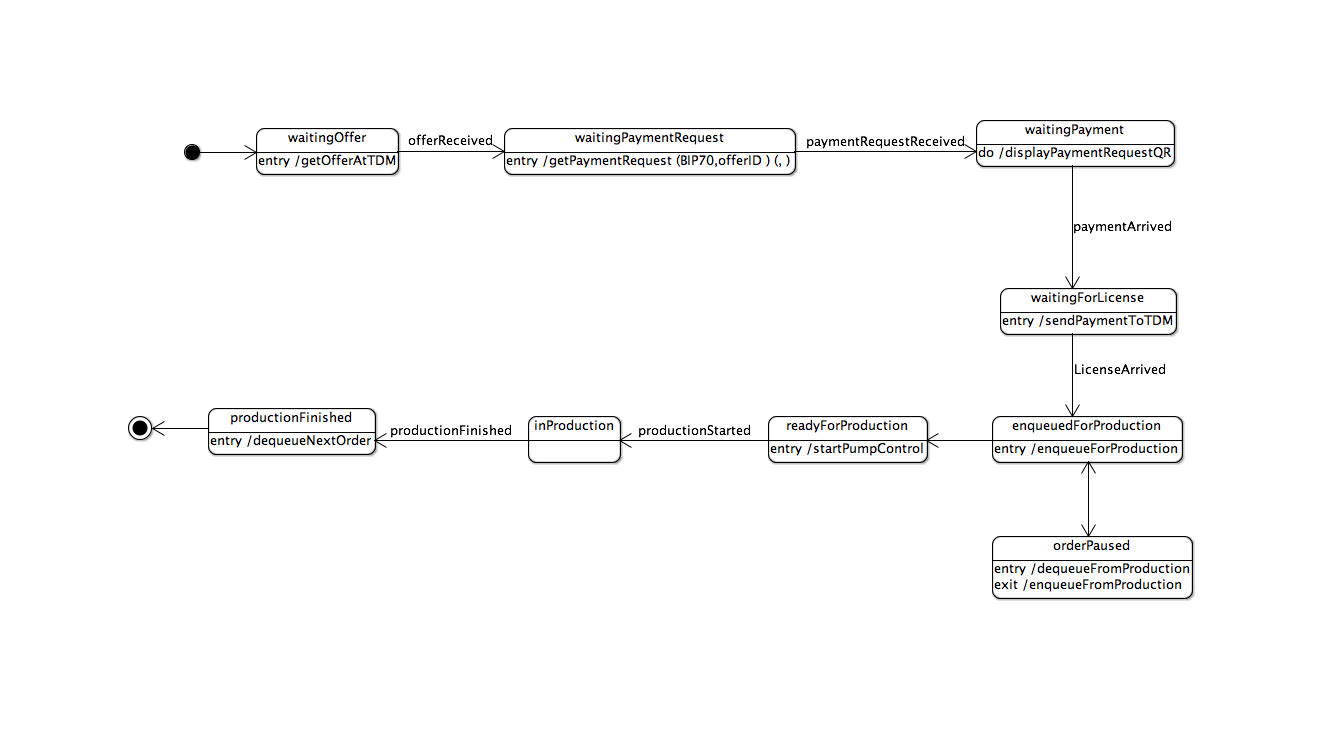 waitingOffer
entry /getOfferAtTDM
offerReceived
waitingPaymentRequest
entry /getPaymentRequest (BIP70,offerID ) (, )
paymentRequestReceived
waitingPayment
do /displayPaymentRequestQR
paymentArrived
waitingForLicense
entry /sendPaymentToTDM
LicenseArrived
enqueuedForProduction
entry /enqueueForProduction
readyForProduction
entry /startPumpControl
productionStarted
inProduction
productionFinished
productionFinished
entry /dequeueNextOrder
orderPaused
entry /dequeueFromProduction
exit /enqueueFromProduction